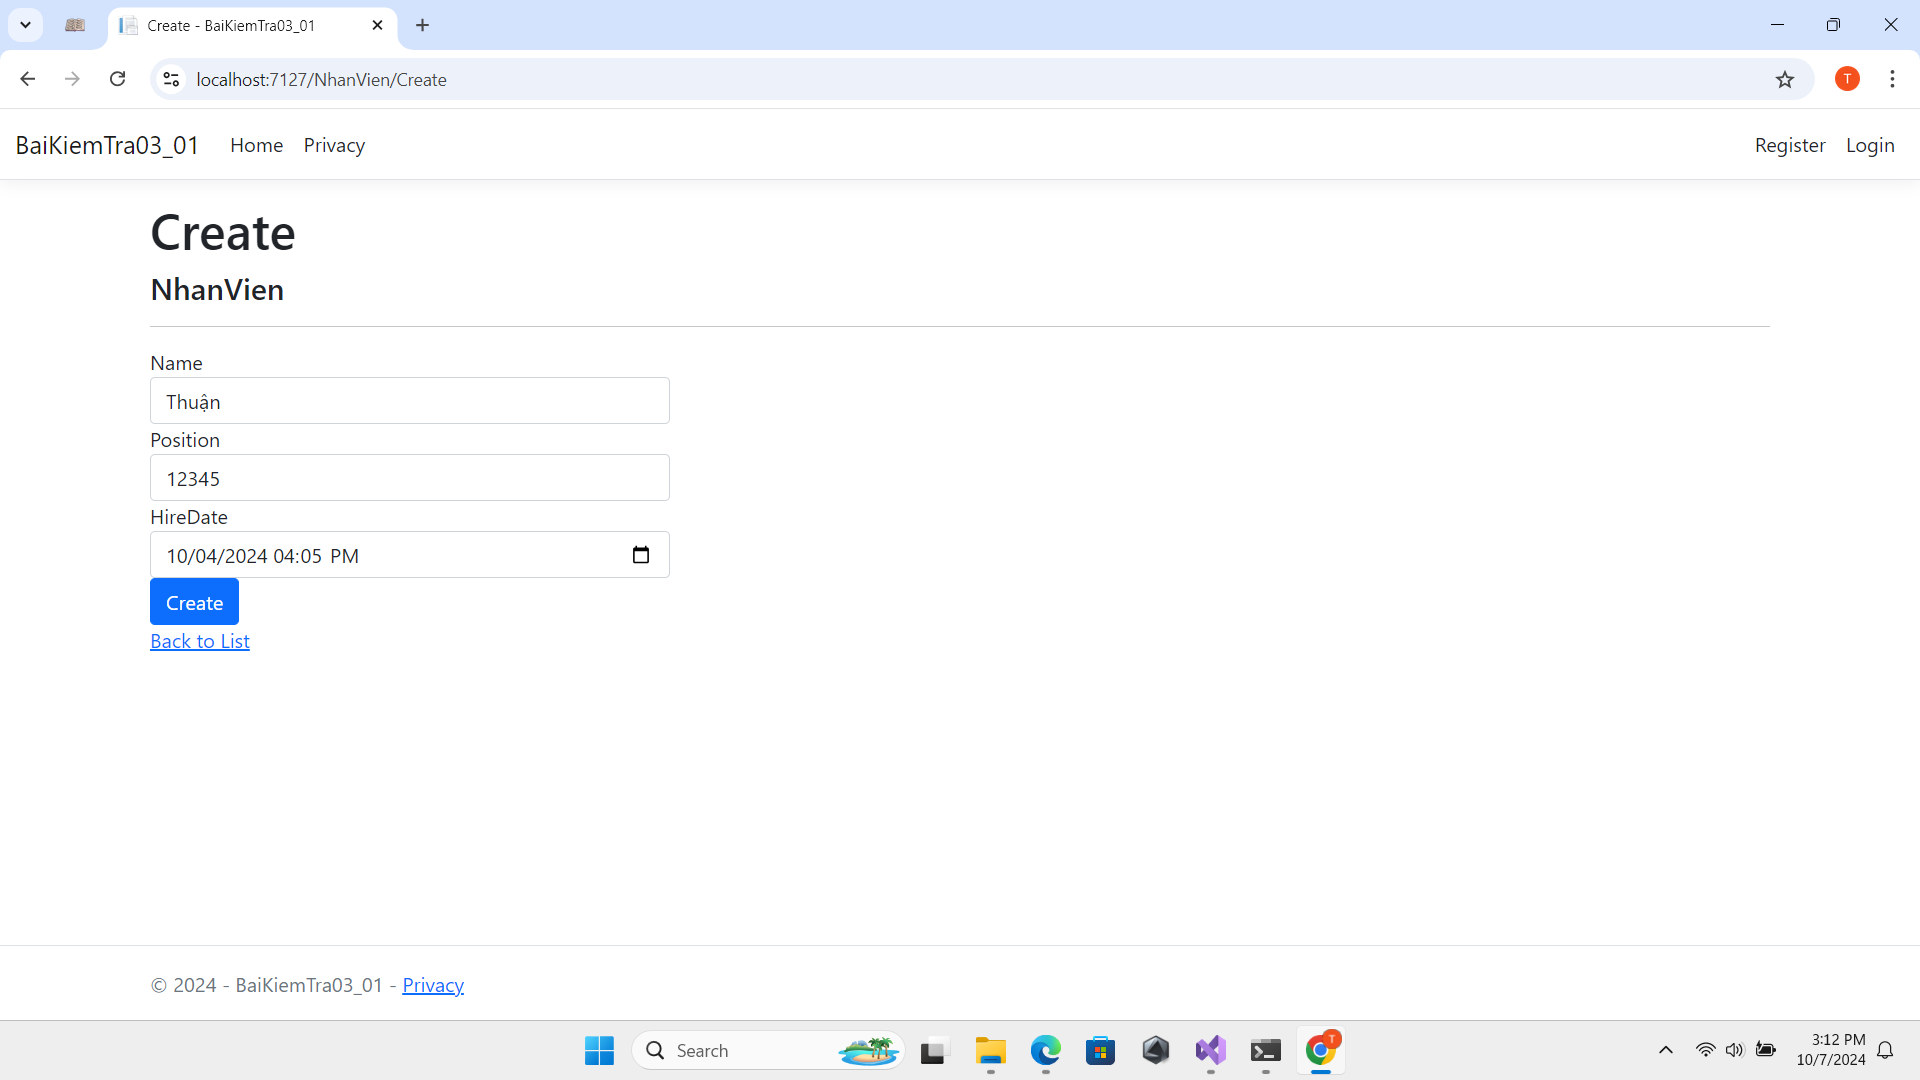 Create - BaiKiemTra03_01
localhost:7127/NhanVien/Create
T
BaiKiemTra03_01 Home Privacy Register Login
Create
NhanVien
Name
Thuận
Position
12345
HireDate
10/04/2024 04:05 PM
Create
Back to List
© 2024 - BaiKiemTra03_01 - Privacy
Search
T
3:12 PM
10/7/2024